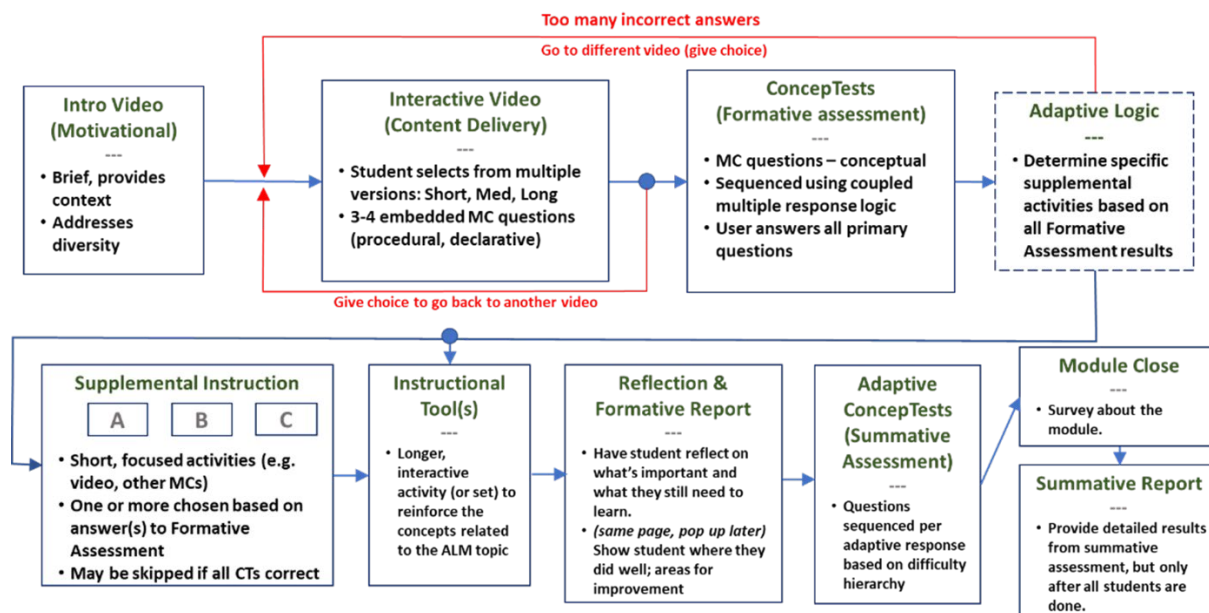 Too many incorrect answers
Go to different video (give choice)
Intro Video
(Motivational)
---
• Brief, provides
context
• Addresses
diversity
Interactive Video
(Content Delivery)
---
• Student selects from multiple
versions: Short, Med, Long
• 3-4 embedded MC questions
(procedural, declarative)
ConcepTests
(Formative assessment)
---
• MC questions – conceptual
• Sequenced using coupled
multiple response logic
• User answers all primary
questions
Adaptive Logic
---
• Determine specific
supplemental
activities based on
all Formative
Assessment results
Give choice to go back to another video
Supplemental Instruction
A B C
• Short, focused activities (e.g.
video, other MCs)
• One or more chosen based on
answer(s) to Formative
Assessment
• May be skipped if all CTs correct
Instructional
Tool(s)
---
• Longer,
interactive
activity (or set) to
reinforce the
concepts related
to the ALM topic
Reflection &
Formative Report
---
• Have student reflect on
what's important and
what they still need to
learn.
• (same page, pop up later)
Show student where they
did well; areas for
improvement
Adaptive
ConcepTests
(Summative
Assessment)
---
• Questions
sequenced per
adaptive response
based on difficulty
hierarchy
Module Close
---
• Survey about the
module.
Summative Report
---
• Provide detailed results
from summative
assessment, but only
after all students are
done.